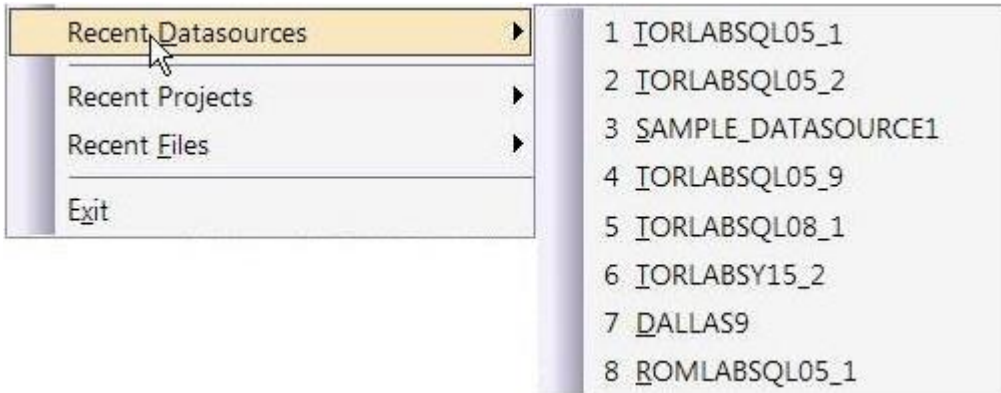 Recent Datasources
Recent Projects
Recent Files
Exit
1 TORLABSQL05_1
2 TORLABSQL05_2
3 SAMPLE_DATASOURCE1
4 TORLABSQL05_9
5 TORLABSQL08_1
6 TORLABSY15_2
7 DALLAS9
8 ROMLABSQL05_1